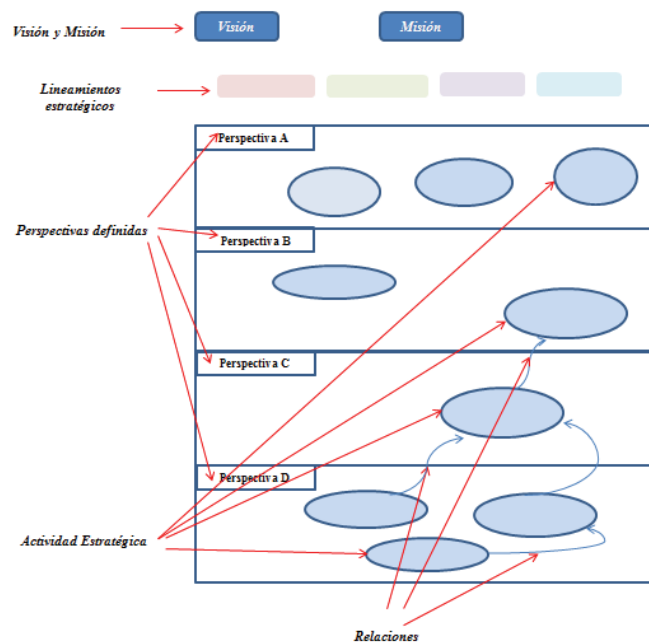 Visión y Misión
Visión
Misión
Lineamientos
estratégicos
Perspectiva A
Perspectivas definidas
Perspectiva B
Perspectiva C
Perspectiva D
Actividad Estratégica
Relaciones